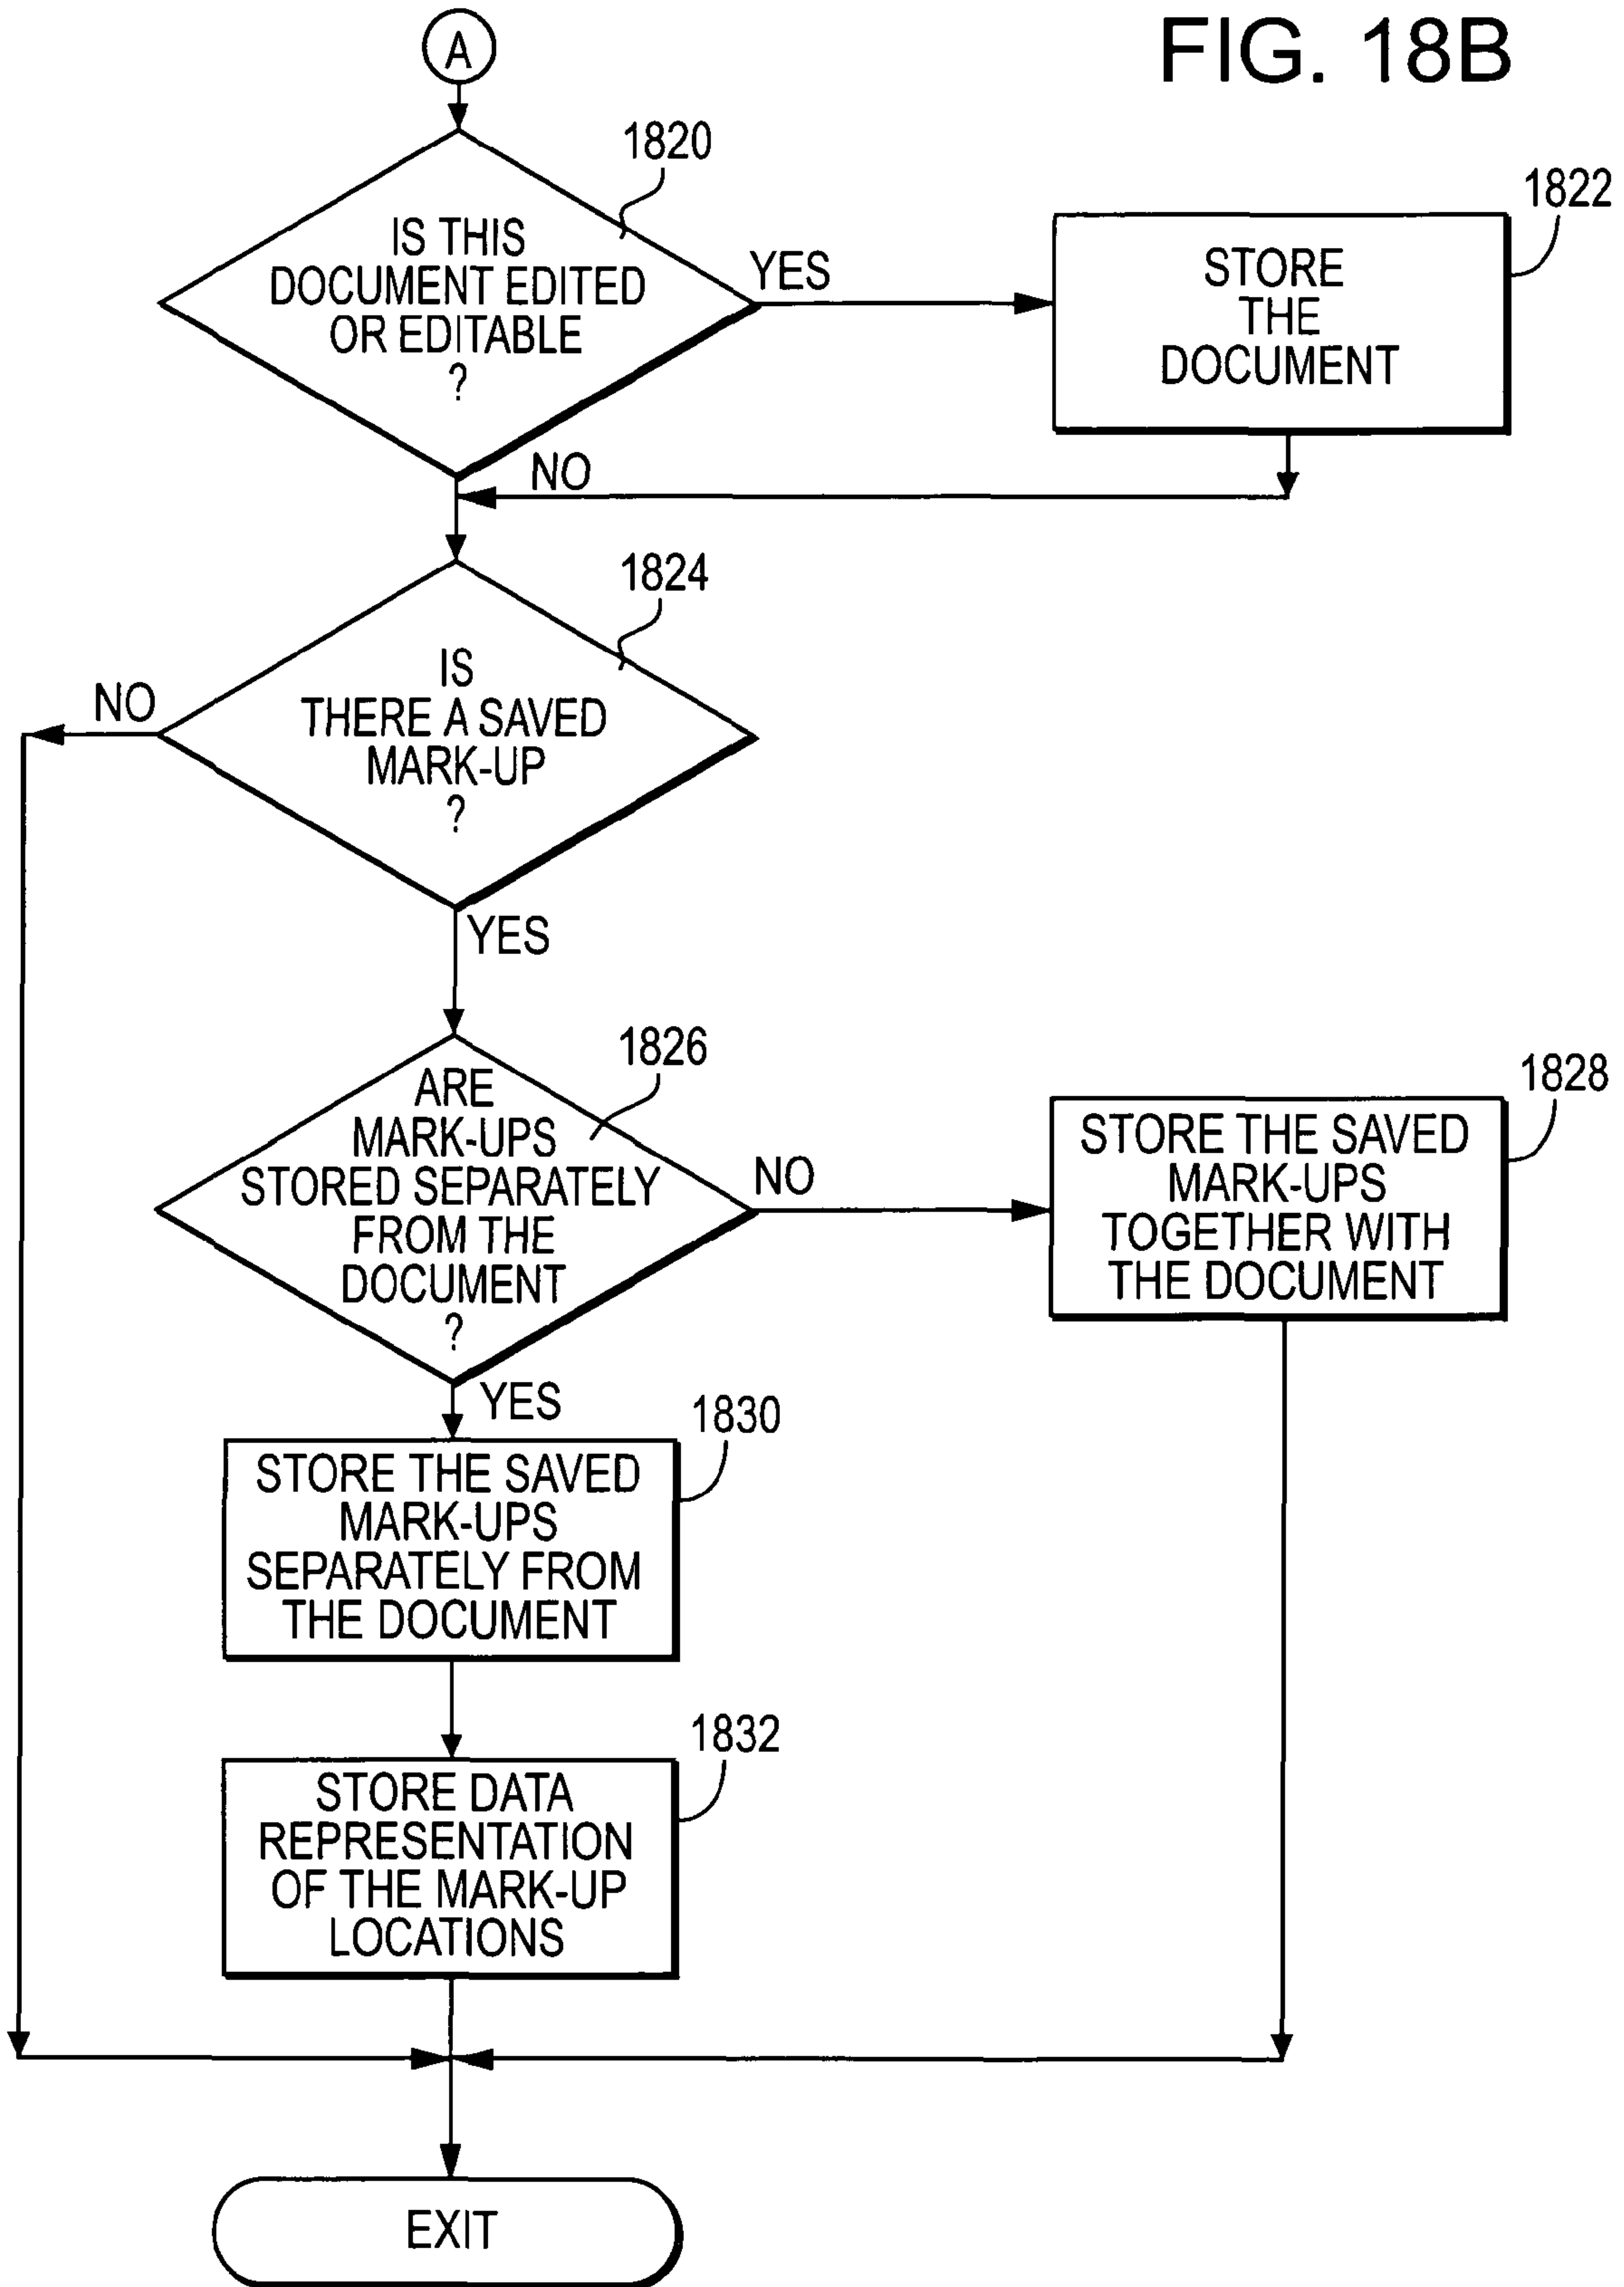 FIG. 18B
A
1820
IS THIS
DOCUMENT EDITED
OR EDITABLE
?
YES
1822
STORE
THE
DOCUMENT
NO
1824
IS
THERE A SAVED
MARK-UP
?
NO
YES
1826
ARE
MARK-UPS
STORED SEPARATELY
FROM THE
DOCUMENT
?
NO
1828
STORE THE SAVED
MARK-UPS
TOGETHER WITH
THE DOCUMENT
YES
1830
STORE THE SAVED
MARK-UPS
SEPARATELY FROM
THE DOCUMENT
1832
STORE DATA
REPRESENTATION
OF THE MARK-UP
LOCATIONS
EXIT